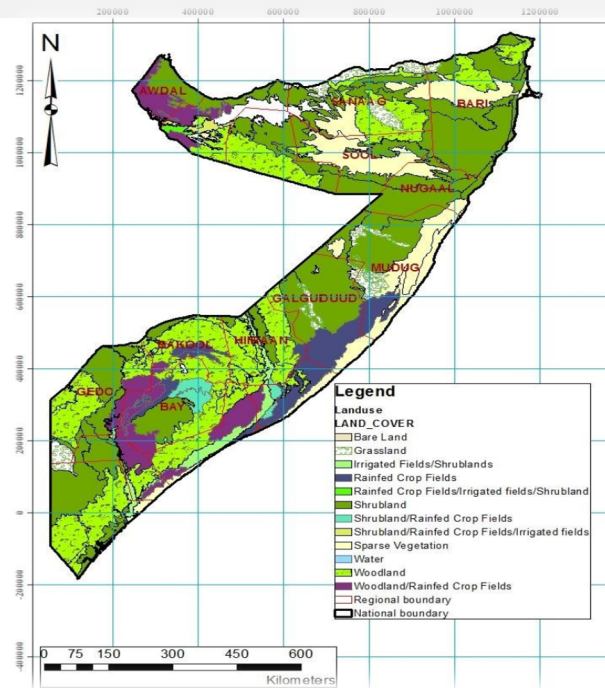 200000 400000 600000 800000 1000000 1200000
N
1200000
AWDAL
SANAAG
BARI
1000000
SOOL
NUGAAL
800000
MUDUG
600000
GALGUDUUD
HIIRAAN
BAKOOL
400000
GEDO
BAY
200000
0
-200000
-400000
Legend
Landuse
LAND_COVER
Bare Land
Grassland
Irrigated Fields/Shrublands
Rainfed Crop Fields
Rainfed Crop Fields/Irrigated fields/Shrubland
Shrubland
Shrubland/Rainfed Crop Fields
Shrubland/Rainfed Crop Fields/Irrigated fields
Sparse Vegetation
Water
Woodland
Woodland/Rainfed Crop Fields
Regional boundary
National boundary
0 75 150 300 450 600
Kilometers